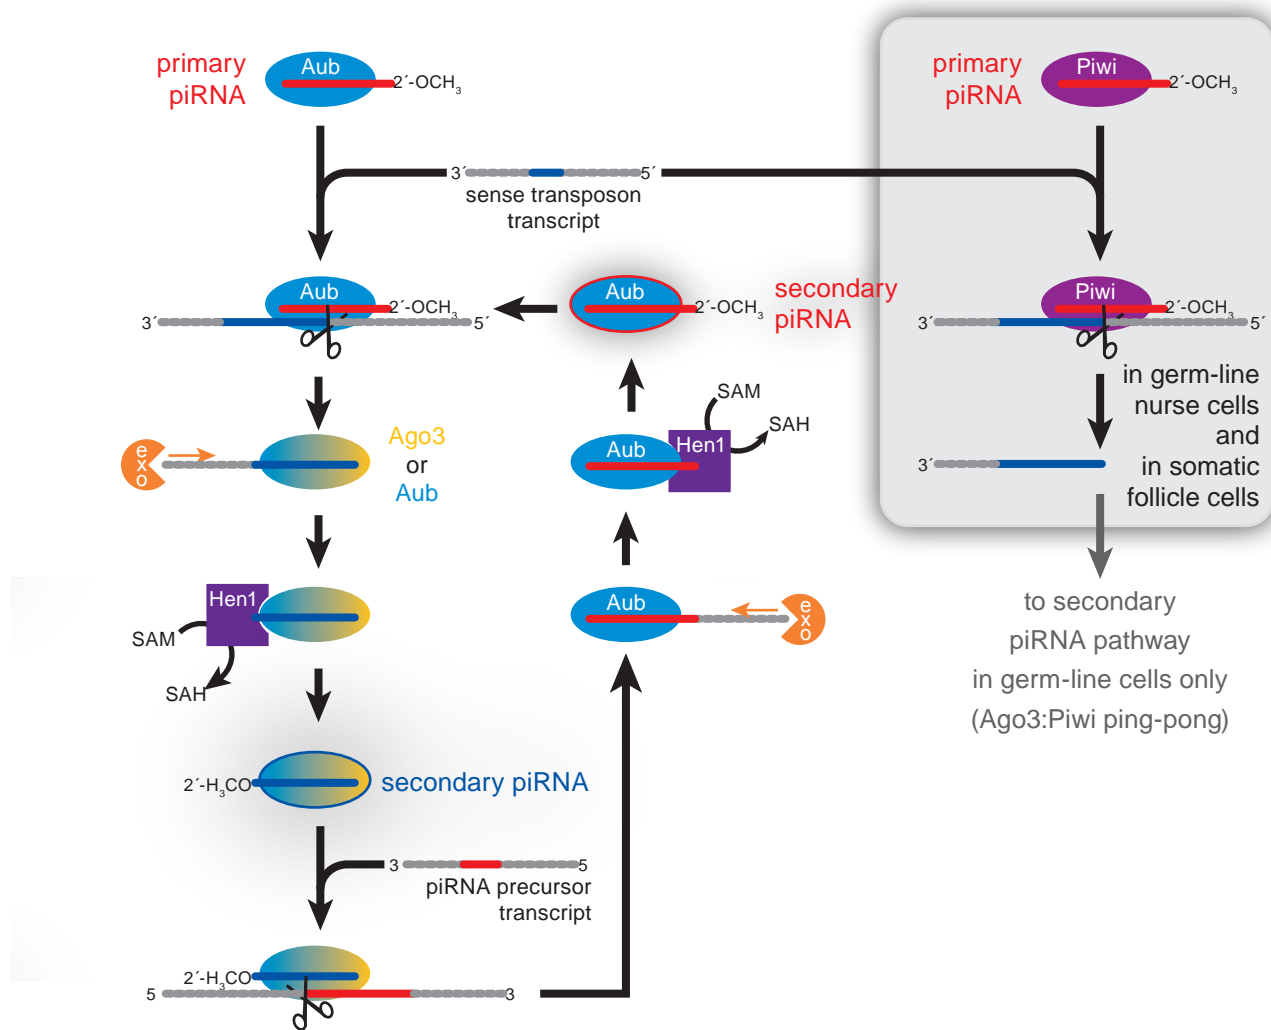 primary
piRNA
Aub
2´-OCH3
primary
piRNA
Piwi
2´-OCH3
3´
5´
sense transposon
transcript
Aub
2´-OCH3
3´
5´
Aub
2´-OCH3
secondary
piRNA
Piwi
2´-OCH3
3´
5´
in germ-line
nurse cells
and
in somatic
follicle cells
exo
Ago3
or
Aub
SAM
SAH
Aub
Hen1
3´
Hen1
SAM
SAH
Aub
exo
to secondary
piRNA pathway
in germ-line cells only
(Ago3:Piwi ping-pong)
2´-H3CO
secondary piRNA
3
5
piRNA precursor
transcript
2´-H3CO
5
3